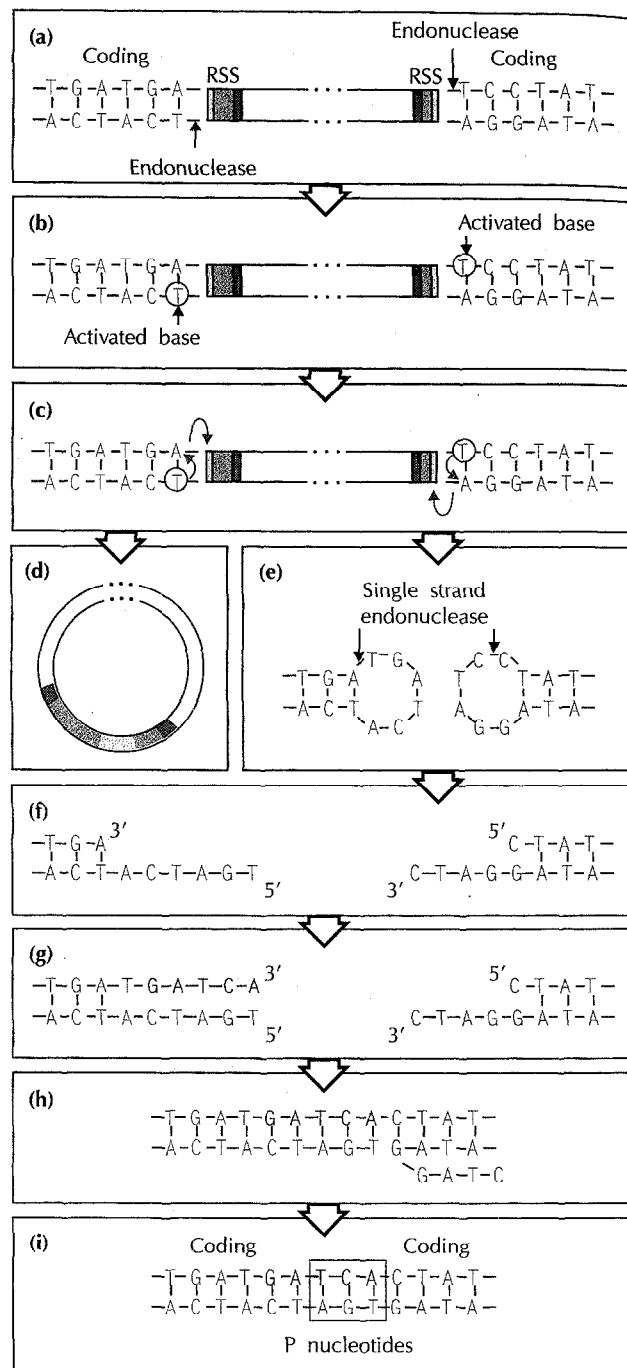 (a)
Endonuclease
Coding
RSS
RSS
Coding
T-G-A-T-G-A
T-C-C-T-A-T
A-C-T-A-C-T
A-G-G-A-T-A
Endonuclease
(b)
Activated base
T-G-A-T-G-A
T-C-C-T-A-T
A-C-T-A-C-T
A-G-G-A-T-A
Activated base
(c)
T-G-A-T-G-A
T-C-C-T-A-T
A-C-T-A-C-T
A-G-G-A-T-A
(d)
(e)
Single strand
endonuclease
T-G-A-T-G-A
T-C-C-T-A-T
A-C-T-A-C-T
A-G-G-A-T-A
(f)
T-G-A 3′
5′ C-T-A-T
A-C-T-A-C-T-A-G-T 5′
3′ C-T-A-G-G-A-T-A
(g)
T-G-A-T-G-A-T-C-A 3′
5′ C-T-A-T
A-C-T-A-C-T-A-G-T 5′
3′ C-T-A-G-G-A-T-A
(h)
T-G-A-T-G-A-T-C-A-C-T-A-T
A-C-T-A-C-T-A-G-T G-A-T-A
G-A-T-C
(i)
Coding
Coding
T-G-A-T-G-A-T-C-A-C-T-A-T
A-C-T-A-C-T-A-G-T-G-A-T-A
P nucleotides